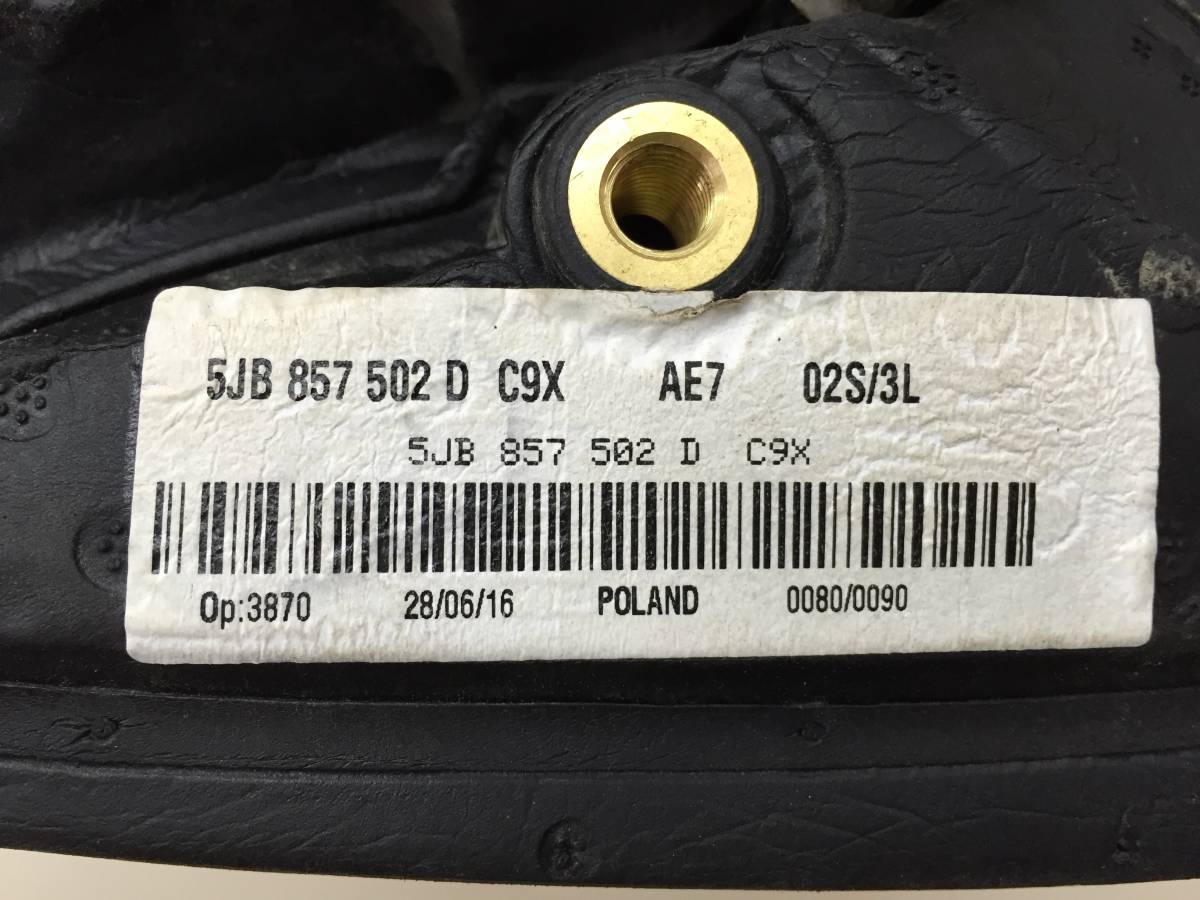 5JB 857 502 D C9X AE7 02S/3L
5JB 857 502 D C9X
Op:3870 28/06/16 POLAND 0080/0090